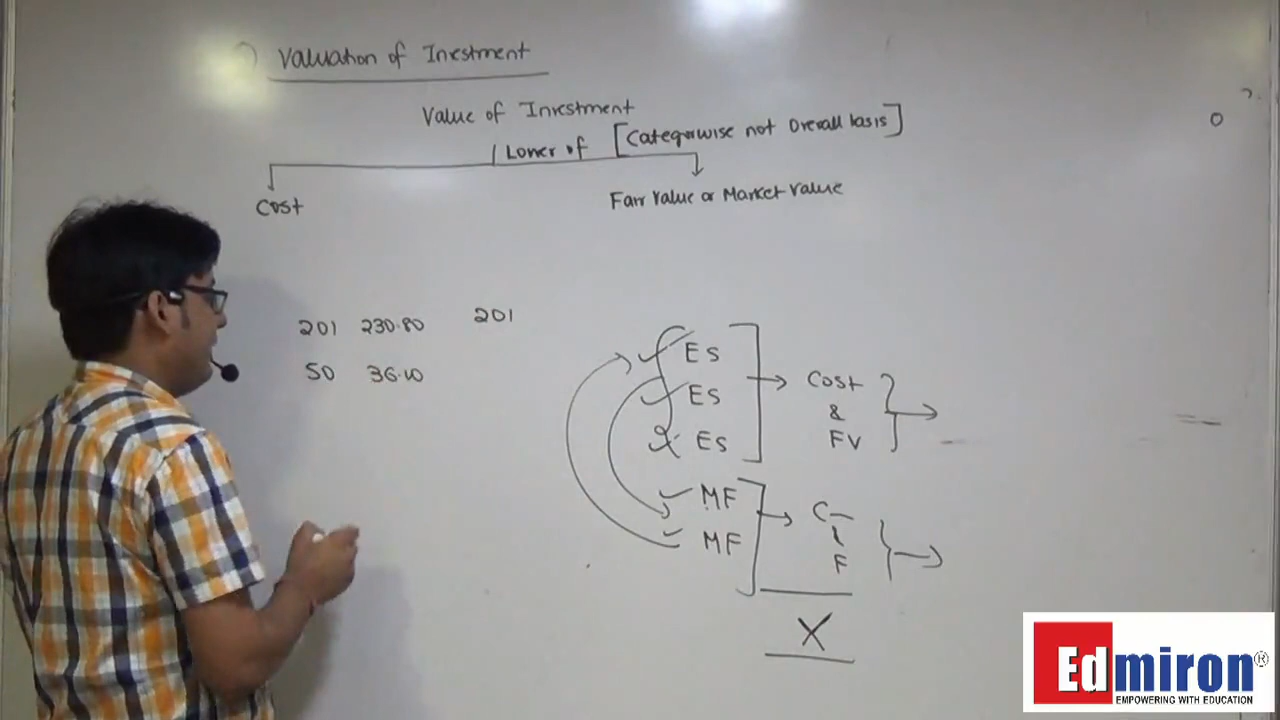 Valuation of Investment
Value of Investment
Lower of [Categorwise not Overall basis]
Cost
Fair Value or Market Value
201 230.80 201
50 36.10
Es
Es
Es
MF
MF
Cost
&
FV
C
F
X
Edmiron®
EMPOWERING WITH EDUCATION